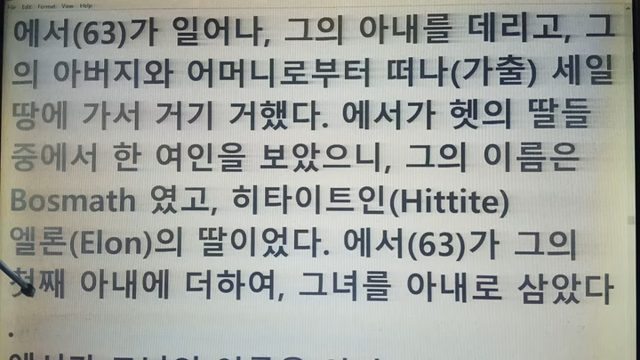 File Edit Format View Help
에서(63)가 일어나, 그의 아내를 데리고, 그
의 아버지와 어머니로부터 떠나(가출) 세일
땅에 가서 거기 거했다. 에서가 헷의 딸들
중에서 한 여인을 보았으니, 그의 이름은
Bosmath 였고, 히타이트인(Hittite)
엘론(Elon)의 딸이었다. 에서(63)가 그의
첫째 아내에 더하여, 그녀를 아내로 삼았다
.